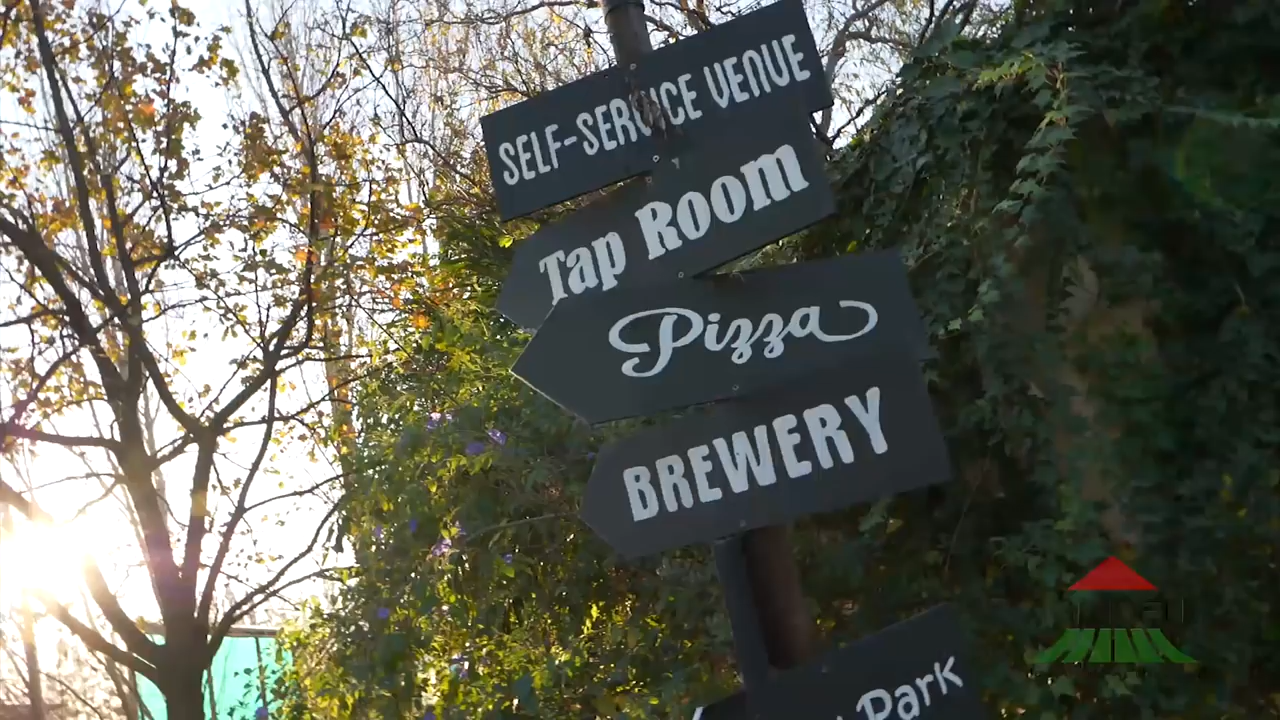 SELF-SERVICE VENUE
Tap Room
Pizza
BREWERY
Park